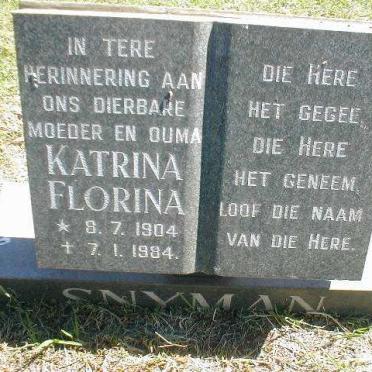 IN TERE
HERINNERING AAN
ONS DIERBARE
MOEDER EN OUMA
KATRINA
FLORINA
* 8.7.1904
+ 7.1.1984.
DIE HERE
HET GEGEE,
DIE HERE
HET GENEEM,
LOOF DIE NAAM
VAN DIE HERE.
SNYMAN